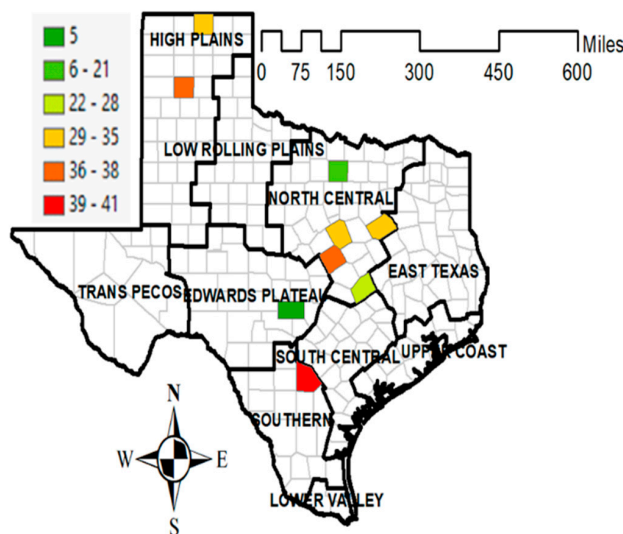 5
6 - 21
22 - 28
29 - 35
36 - 38
39 - 41
Miles
0 75 150 300 450 600
HIGH PLAINS
LOW ROLLING PLAINS
NORTH CENTRAL
EAST TEXAS
TRANS PECOS
EDWARDS PLATEAU
SOUTH CENTRAL
UPPER COAST
SOUTHERN
LOWER VALLEY
N
W E
S